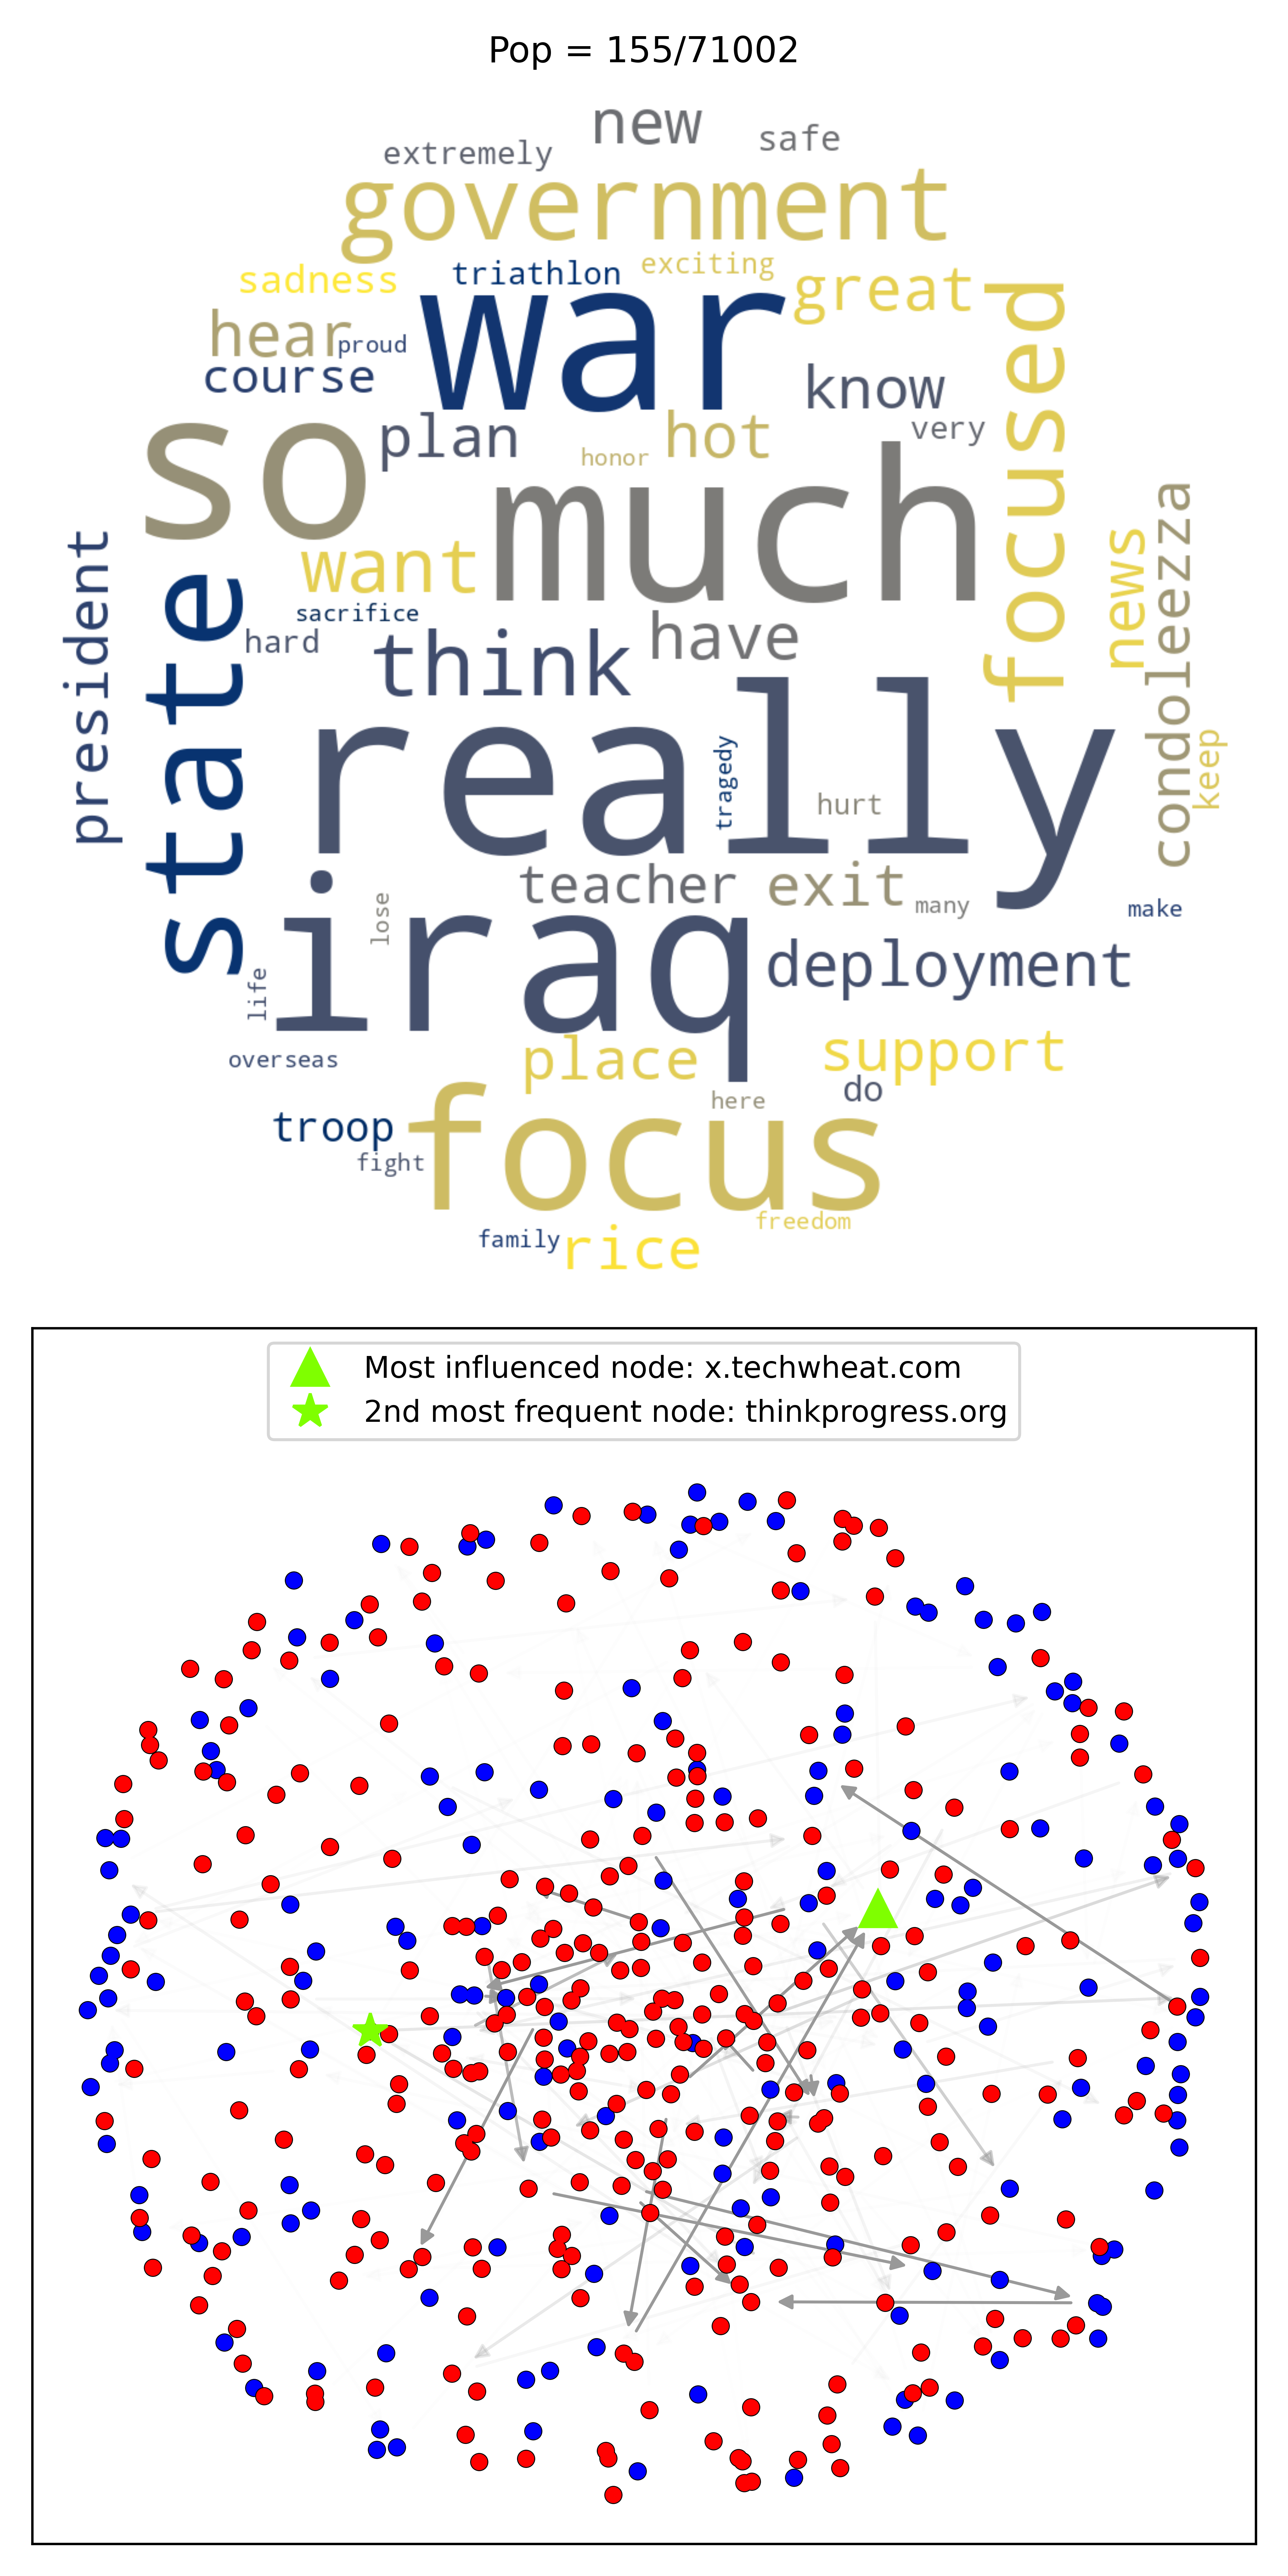 Pop = 155/71002
new
safe
extremely
government
sadness
triathlon
exciting
great
war
focused
hear
proud
course
know
so
plan
hot
very
honor
much
want
president
state
news
condoleezza
sacrifice
hard
think
have
really
tragedy
hurt
keep
iraq
teacher
exit
many
make
lose
deployment
life
overseas
place
support
do
here
troop
focus
fight
freedom
family
rice
Most influenced node: x.techwheat.com
2nd most frequent node: thinkprogress.org